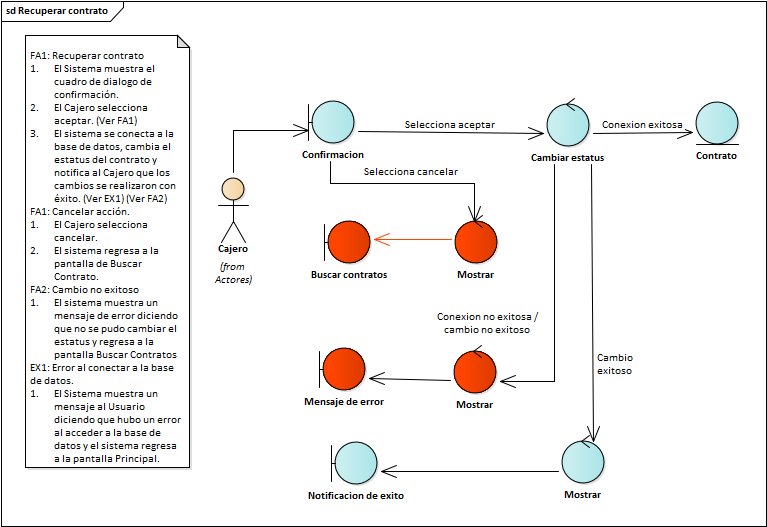 sd Recuperar contrato
FA1: Recuperar contrato
1. El Sistema muestra el
cuadro de dialogo de
confirmación.
2. El Cajero selecciona
aceptar. (Ver FA1)
3. El sistema se conecta a la
base de datos, cambia el
estatus del contrato y
notifica al Cajero que los
cambios se realizaron con
éxito. (Ver EX1) (Ver FA2)
FA1: Cancelar acción.
1. El Cajero selecciona
cancelar.
2. El sistema regresa a la
pantalla de Buscar
Contrato.
FA2: Cambio no exitoso
1. El sistema muestra un
mensaje de error diciendo
que no se pudo cambiar el
estatus y regresa a la
pantalla Buscar Contratos
EX1: Error al conectar a la base
de datos.
1. El Sistema muestra un
mensaje al Usuario
diciendo que hubo un error
al acceder a la base de
datos y el sistema regresa
a la pantalla Principal.
Cajero
(from
Actores)
Confirmacion
Selecciona aceptar
Cambiar estatus
Conexion exitosa
Contrato
Selecciona cancelar
Buscar contratos
Mostrar
Conexion no exitosa /
cambio no exitoso
Mensaje de error
Mostrar
Cambio
exitoso
Notificacion de exito
Mostrar